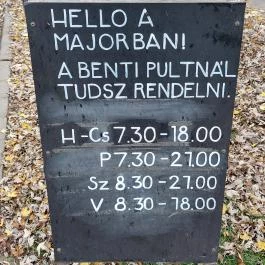 HELLO A
MAJORBAN!
A BENTI PULTNÁL
TUDSZ RENDELNI.
H-Cs 7.30-18.00
P 7.30-21.00
Sz 8.30-21.00
V 8.30-18.00